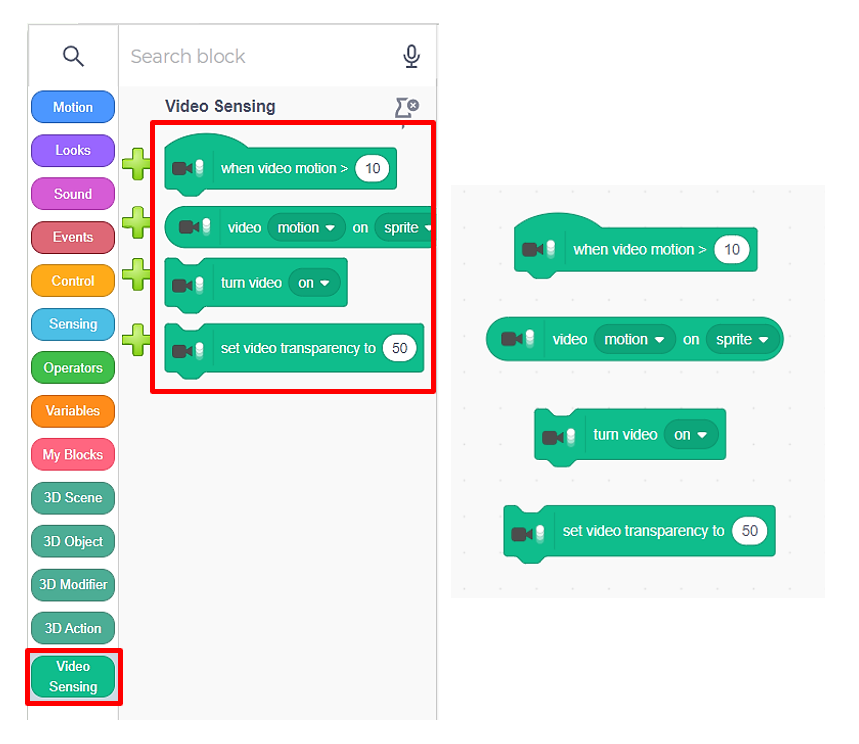 Search block
Motion
Looks
Sound
Events
Control
Sensing
Operators
Variables
My Blocks
3D Scene
3D Object
3D Modifier
3D Action
Video
Sensing
Video Sensing
when video motion > 10
video motion on sprite
turn video on
set video transparency to 50
when video motion > 10
video motion on sprite
turn video on
set video transparency to 50